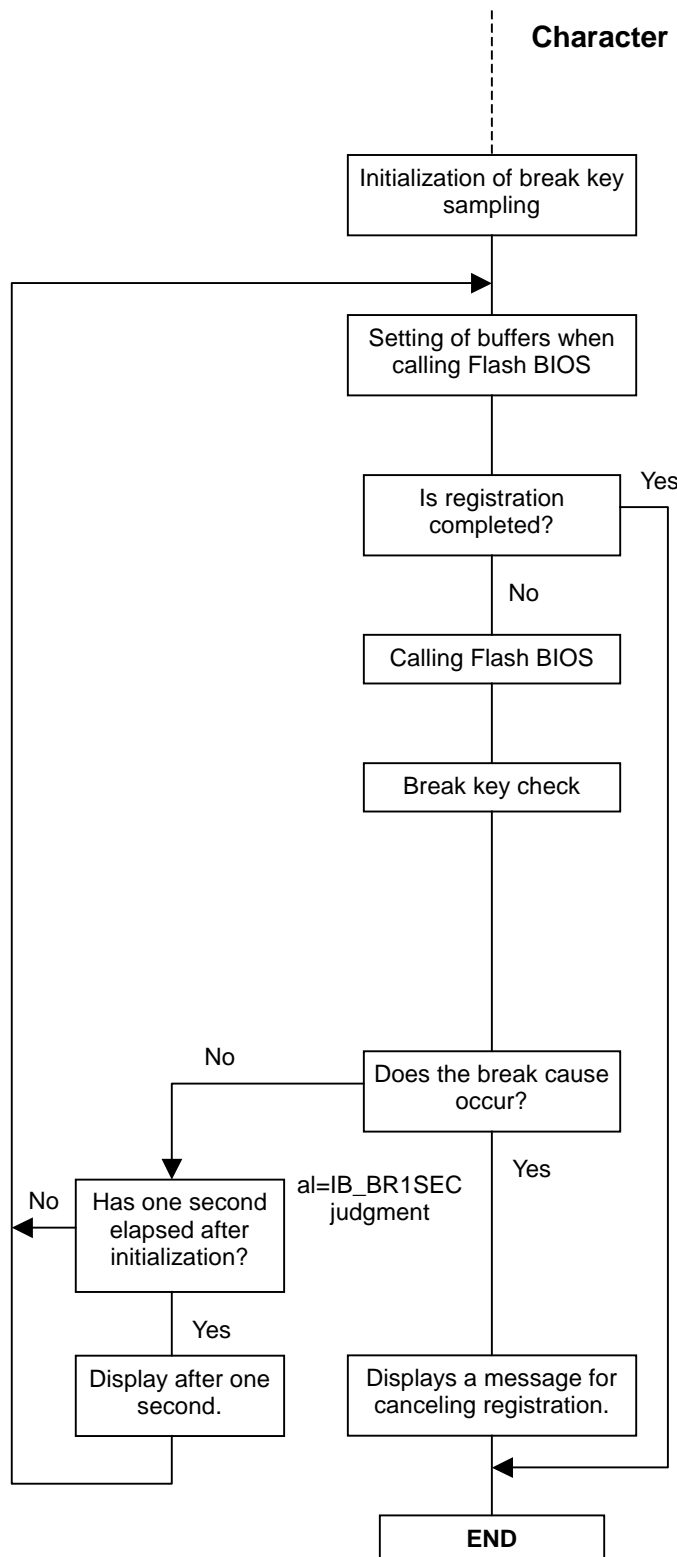 Character
Initialization of break key
sampling
Setting of buffers when
calling Flash BIOS
Is registration
completed?
Yes
No
Calling Flash BIOS
Break key check
Does the break cause
occur?
No
Yes
al=IB_BR1SEC
judgment
Has one second
elapsed after
initialization?
No
Yes
Display after one
second.
Displays a message for
canceling registration.
END